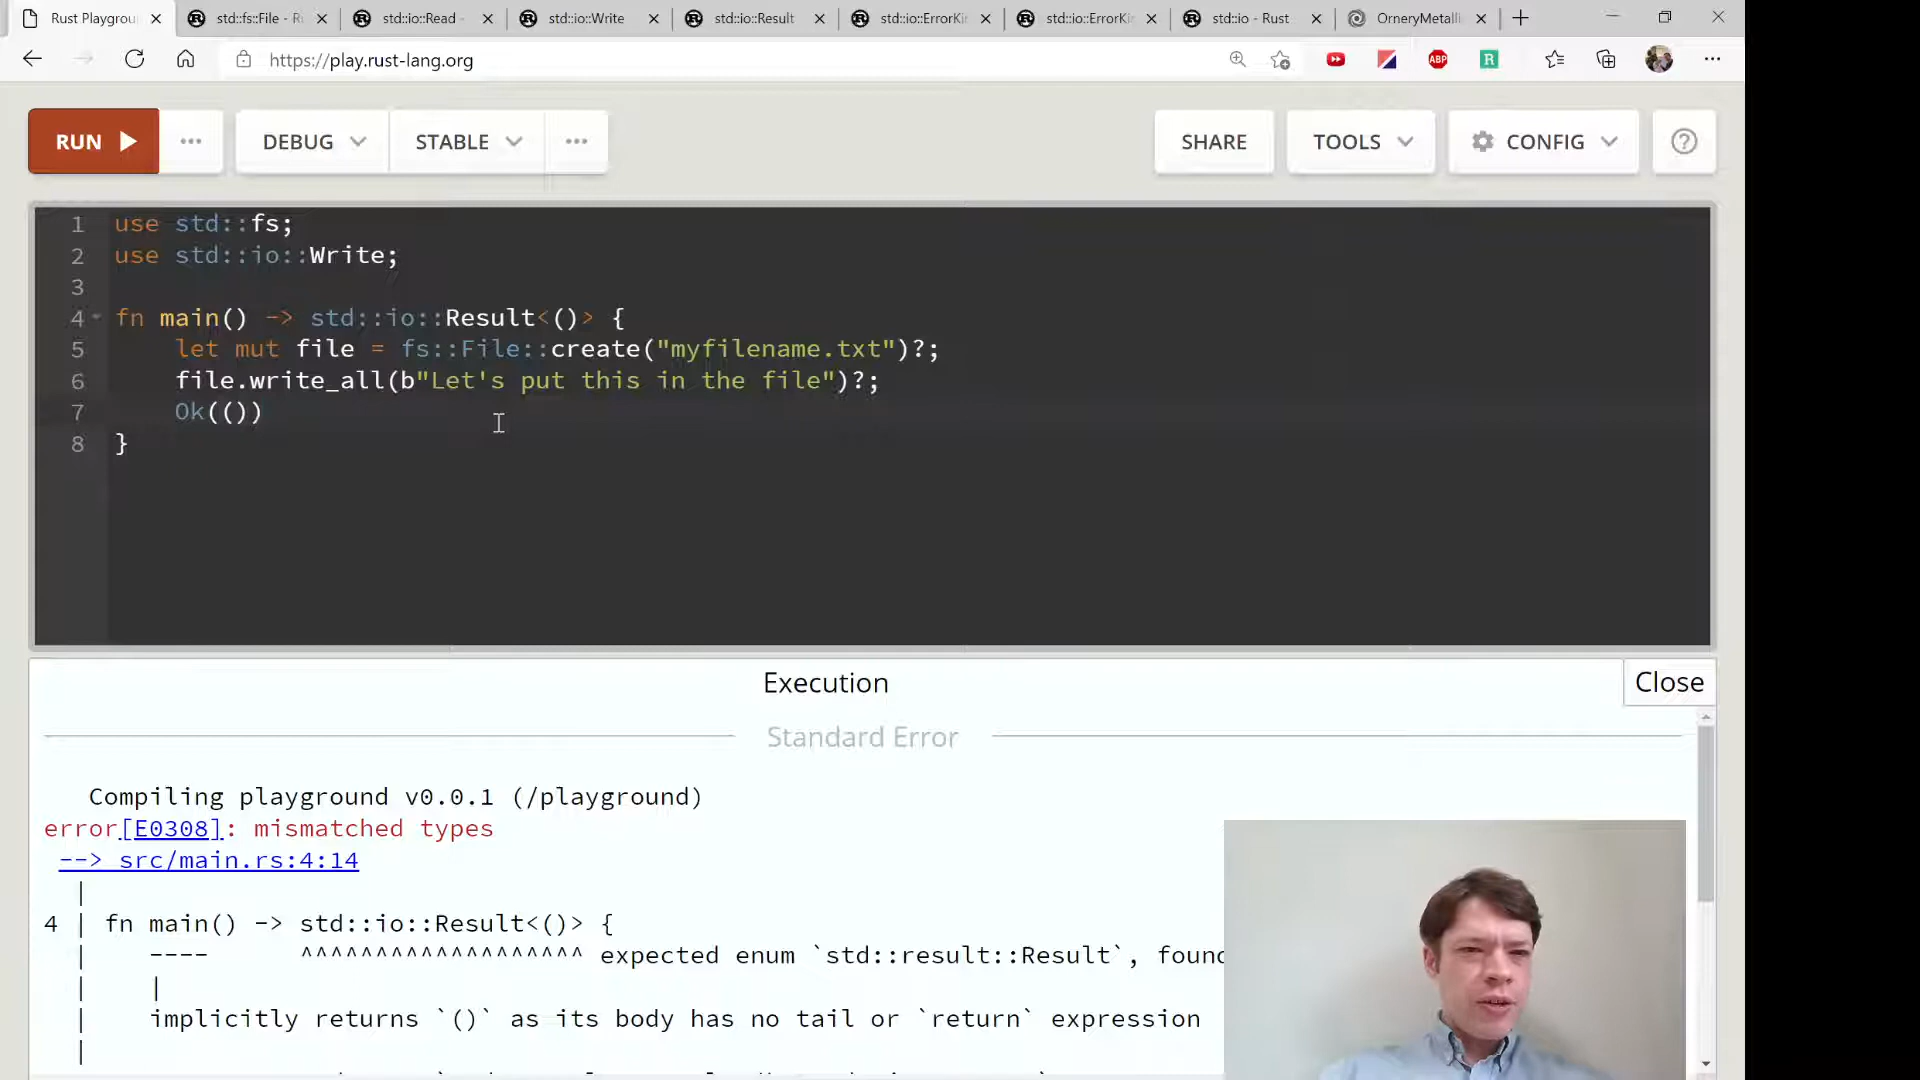 Rust Playgroun
std::fs::File - R
std::io::Read -
std::io::Write
std::io::Result
std::io::ErrorKi
std::io::ErrorKi
std::io - Rust
OrneryMetalli
https://play.rust-lang.org
ABP
R
RUN
DEBUG
STABLE
SHARE
TOOLS
CONFIG
1 use std::fs;
2 use std::io::Write;
3
4 fn main() -> std::io::Result<()> {
5 let mut file = fs::File::create("myfilename.txt")?;
6 file.write_all(b"Let's put this in the file")?;
7 Ok(())
8 }
Execution
Close
Standard Error
Compiling playground v0.0.1 (/playground)
error[E0308]: mismatched types
--> src/main.rs:4:14
|
4 | fn main() -> std::io::Result<()> {
| ---- ^^^^^^^^^^^^^^^^^^^ expected enum `std::result::Result`, found
| |
| implicitly returns `()` as its body has no tail or `return` expression
|